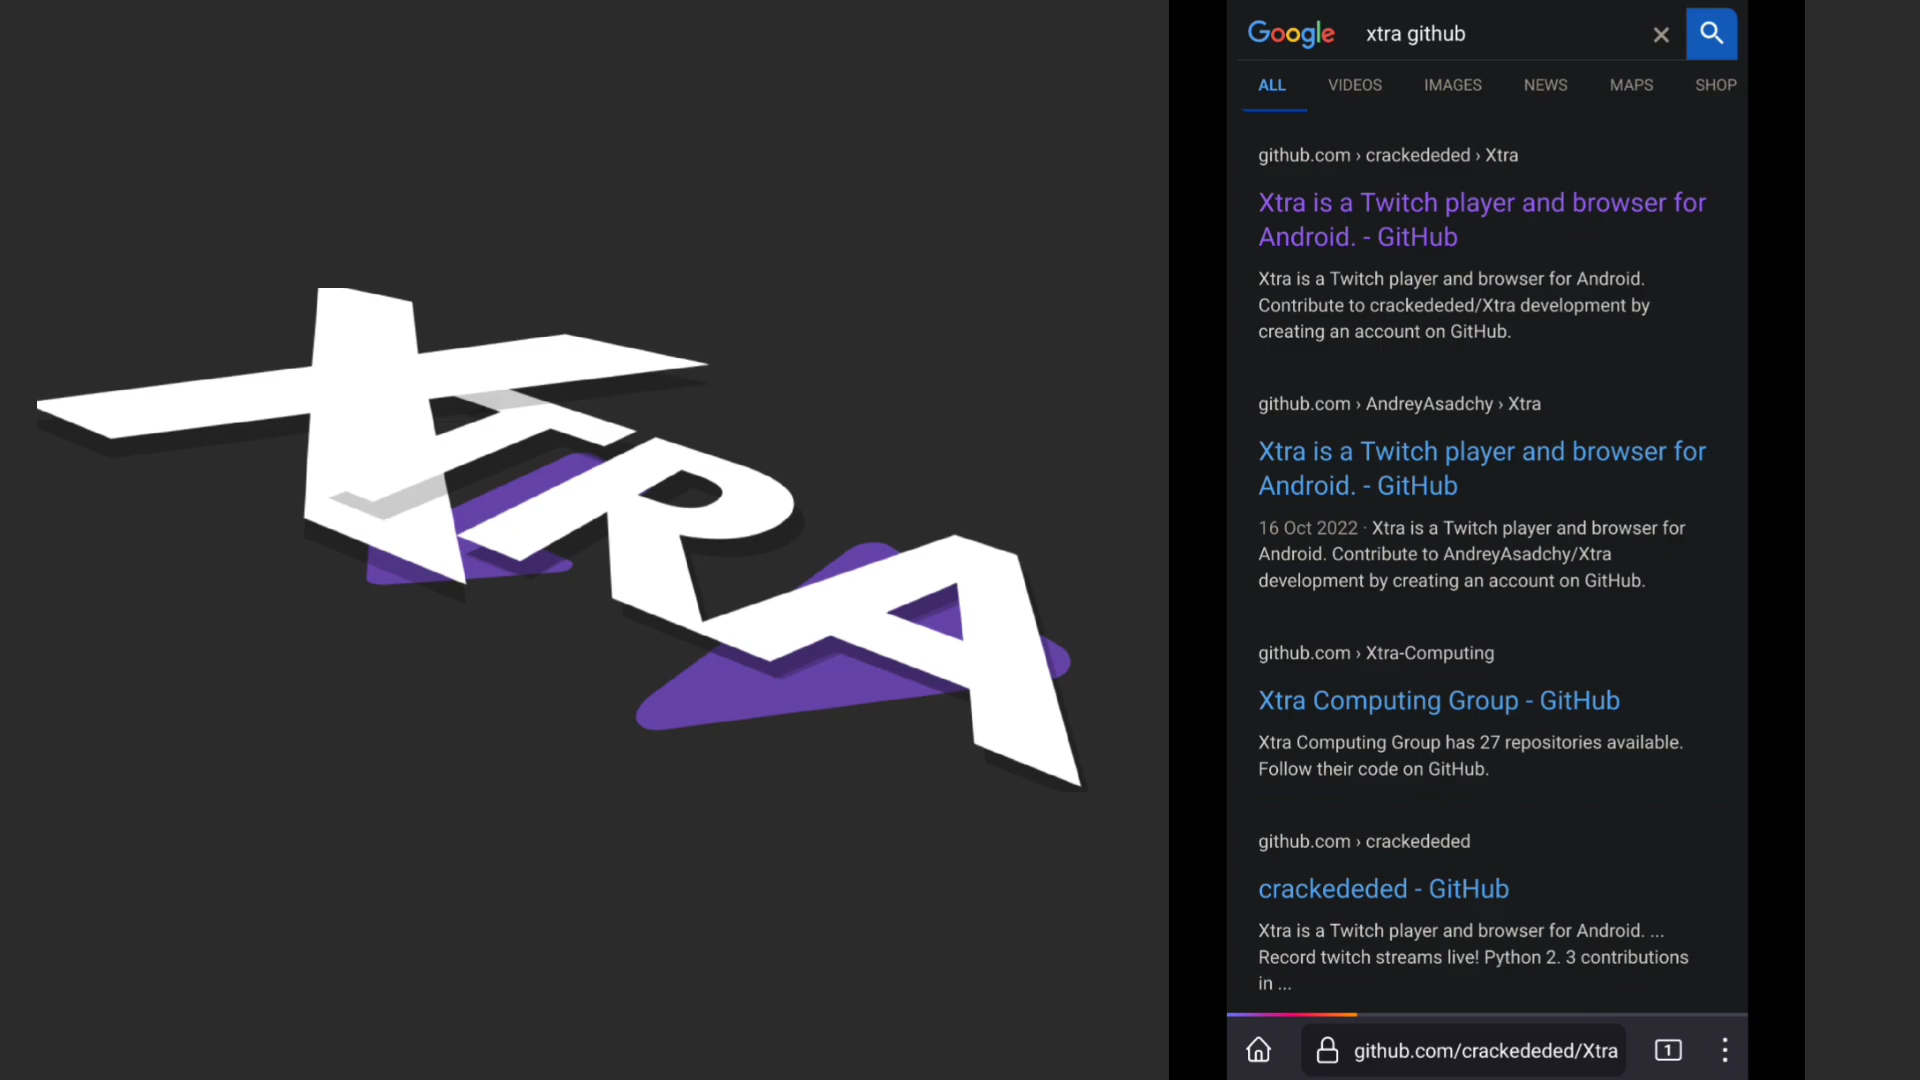 XTRA
Google xtra github
ALL VIDEOS IMAGES NEWS MAPS SHOP
github.com › crackededed › Xtra
Xtra is a Twitch player and browser for
Android. - GitHub
Xtra is a Twitch player and browser for Android.
Contribute to crackededed/Xtra development by
creating an account on GitHub.
github.com › AndreyAsadchy › Xtra
Xtra is a Twitch player and browser for
Android. - GitHub
16 Oct 2022 · Xtra is a Twitch player and browser for
Android. Contribute to AndreyAsadchy/Xtra
development by creating an account on GitHub.
github.com › Xtra-Computing
Xtra Computing Group - GitHub
Xtra Computing Group has 27 repositories available.
Follow their code on GitHub.
github.com › crackededed
crackededed - GitHub
Xtra is a Twitch player and browser for Android. ...
Record twitch streams live! Python 2. 3 contributions
in ...
github.com/crackededed/Xtra 1